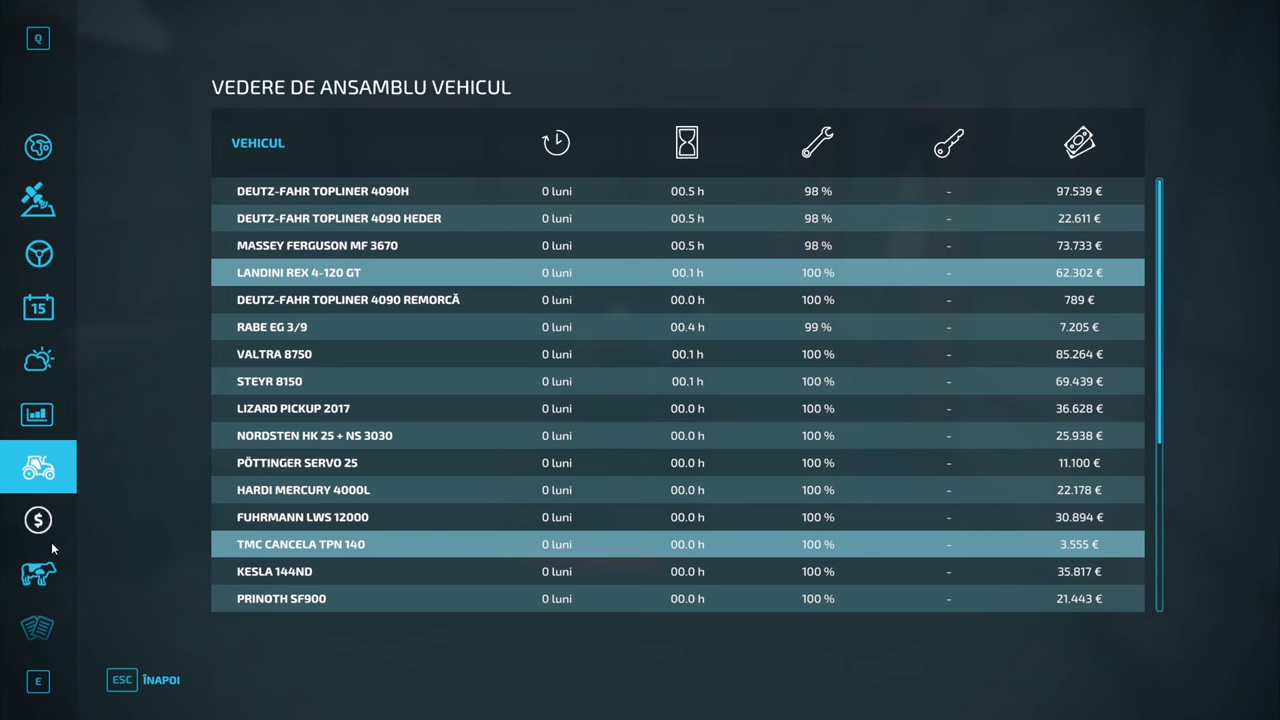 Q
VEDERE DE ANSAMBLU VEHICUL
VEHICUL
DEUTZ-FAHR TOPLINER 4090H 0 luni 00.5 h 98 % - 97.539 €
DEUTZ-FAHR TOPLINER 4090 HEDER 0 luni 00.5 h 98 % - 22.611 €
MASSEY FERGUSON MF 3670 0 luni 00.5 h 98 % - 73.733 €
LANDINI REX 4-120 GT 0 luni 00.1 h 100 % - 62.302 €
DEUTZ-FAHR TOPLINER 4090 REMORCĂ 0 luni 00.0 h 100 % - 789 €
RABE EG 3/9 0 luni 00.4 h 99 % - 7.205 €
VALTRA 8750 0 luni 00.1 h 100 % - 85.264 €
STEYR 8150 0 luni 00.1 h 100 % - 69.439 €
LIZARD PICKUP 2017 0 luni 00.0 h 100 % - 36.628 €
NORDSTEN HK 25 + NS 3030 0 luni 00.0 h 100 % - 25.938 €
PÖTTINGER SERVO 25 0 luni 00.0 h 100 % - 11.100 €
HARDI MERCURY 4000L 0 luni 00.0 h 100 % - 22.178 €
FUHRMANN LWS 12000 0 luni 00.0 h 100 % - 30.894 €
TMC CANCELA TPN 140 0 luni 00.0 h 100 % - 3.555 €
KESLA 144ND 0 luni 00.0 h 100 % - 35.817 €
PRINOTH SF900 0 luni 00.0 h 100 % - 21.443 €
15
$
E
ESC ÎNAPOI